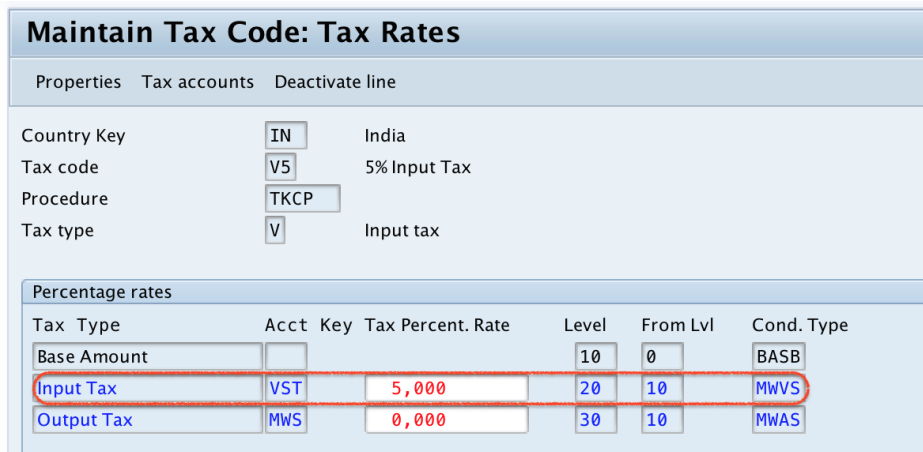 Maintain Tax Code: Tax Rates
Properties Tax accounts Deactivate line
Country Key IN India
Tax code V5 5% Input Tax
Procedure TKCP
Tax type V Input tax
Percentage rates
Tax Type Acct Key Tax Percent. Rate Level From Lvl Cond. Type
Base Amount 10 0 BASB
Input Tax VST 5,000 20 10 MWVS
Output Tax MWS 0,000 30 10 MWAS